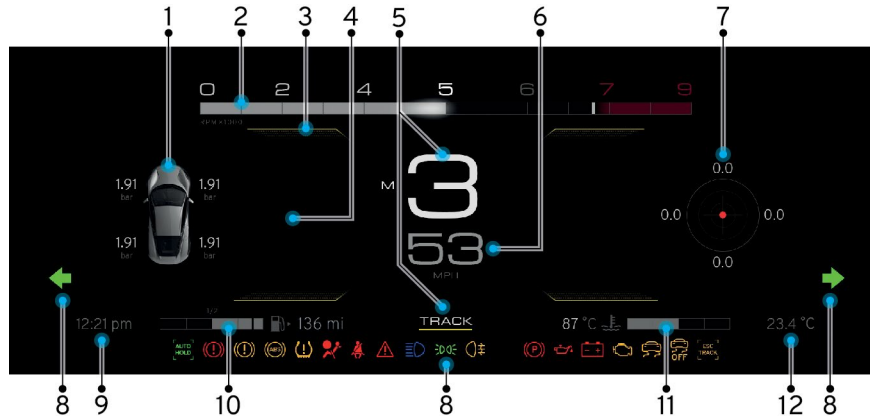 1 2 3 4 5 6 7
0 2 4 5 6 7 9
RPM x1000
M 3
0.0
1.91 bar 1.91 bar
0.0 0.0
53
MPH
1.91 bar 1.91 bar
0.0
1/2
12:21 pm 136 mi TRACK 87 °C 23.4 °C
AUTO HOLD ABS P OFF ESC TRACK
8 9 10 8 11 12 8